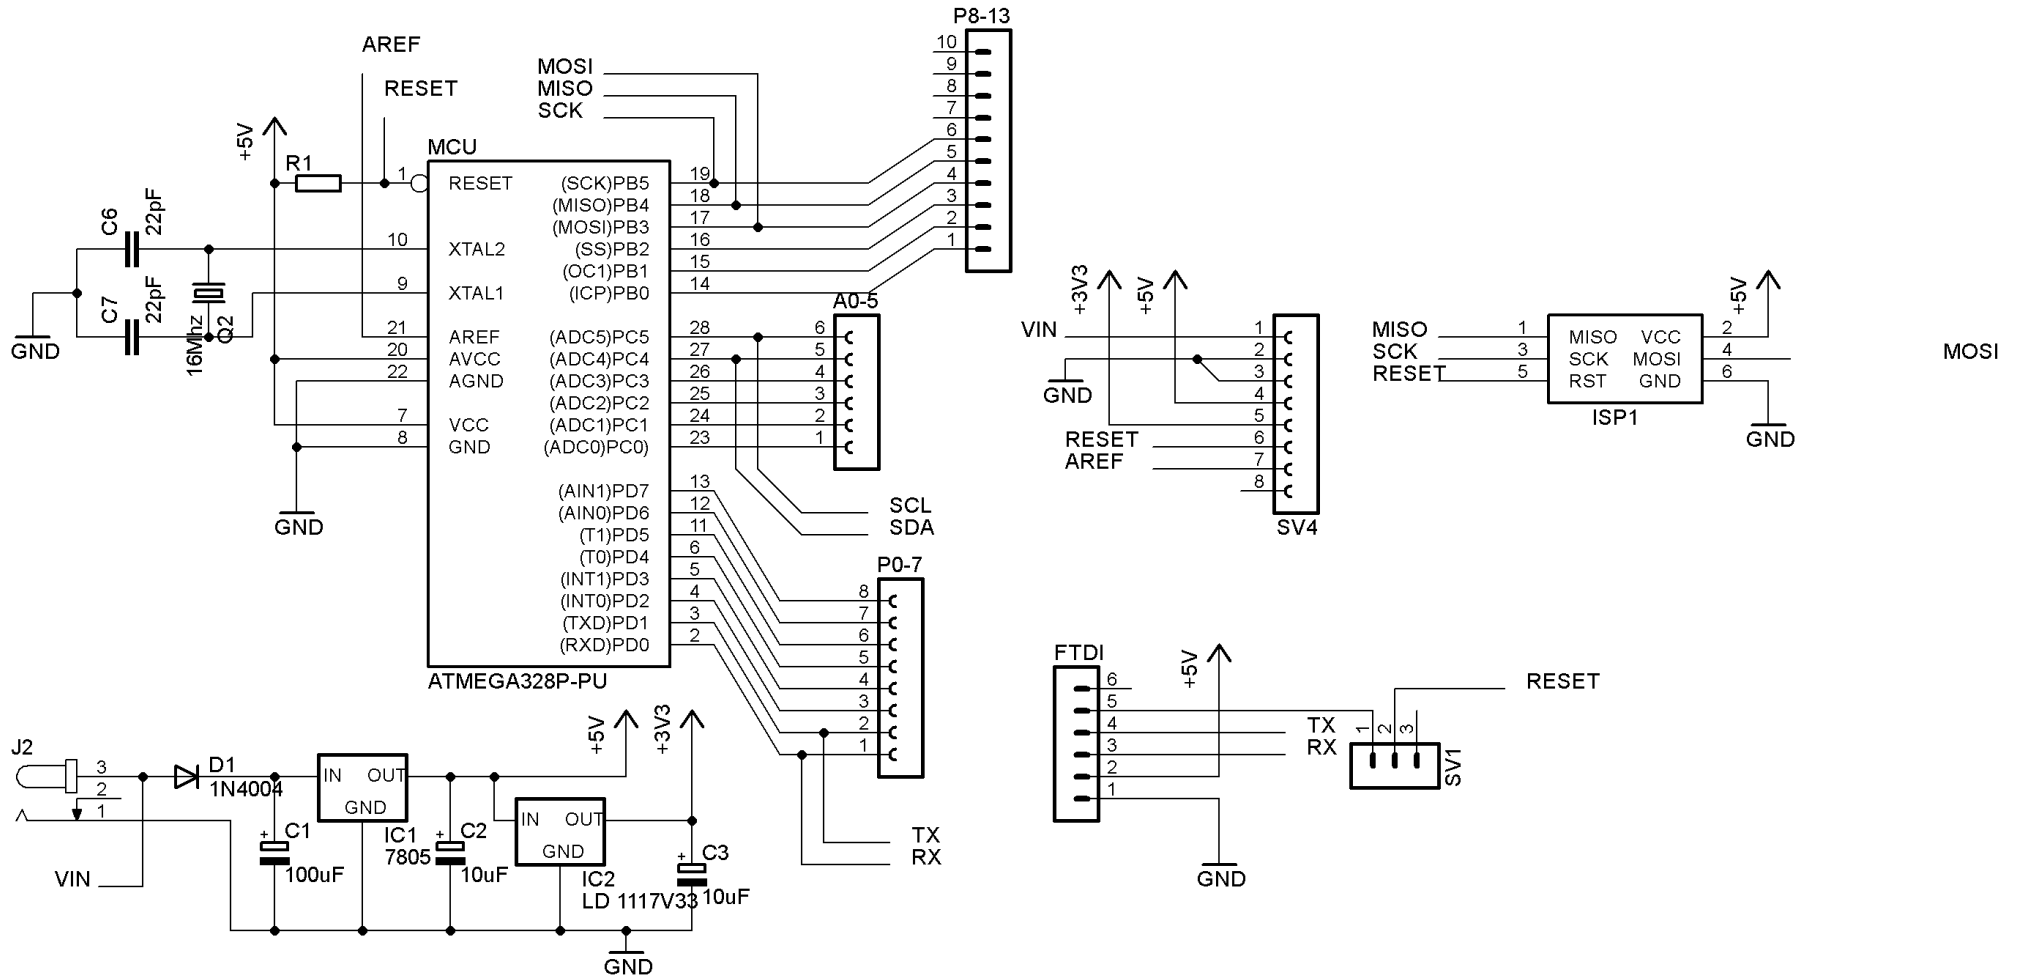 AREF
RESET
+5V
R1
C6
22pF
C7
22pF
16Mhz
Q2
GND
MCU
1 RESET
10 XTAL2
9 XTAL1
21 AREF
20 AVCC
22 AGND
7 VCC
8 GND
GND
(SCK)PB5 19
(MISO)PB4 18
(MOSI)PB3 17
(SS)PB2 16
(OC1)PB1 15
(ICP)PB0 14
(ADC5)PC5 28
(ADC4)PC4 27
(ADC3)PC3 26
(ADC2)PC2 25
(ADC1)PC1 24
(ADC0)PC0) 23
(AIN1)PD7 13
(AIN0)PD6 12
(T1)PD5 11
(T0)PD4 6
(INT1)PD3 5
(INT0)PD2 4
(TXD)PD1 3
(RXD)PD0 2
ATMEGA328P-PU
MOSI
MISO
SCK
P8-13
10
9
8
7
6
5
4
3
2
1
A0-5
6
5
4
3
2
1
SCL
SDA
P0-7
8
7
6
5
4
3
2
1
TX
RX
J2
3
2
1
VIN
D1
1N4004
+
C1
100uF
IN OUT
GND
IC1
7805
+
C2
10uF
+5V
IN OUT
GND
IC2
LD 1117V33
+3V3
+
C3
10uF
GND
+3V3
+5V
VIN
GND
RESET
AREF
1
2
3
4
5
6
7
8
SV4
MISO
SCK
RESET
1 MISO VCC 2
3 SCK MOSI 4
5 RST GND 6
ISP1
+5V
MOSI
GND
FTDI
6
5
4
3
2
1
+5V
TX
RX
GND
RESET
1
2
3
SV1